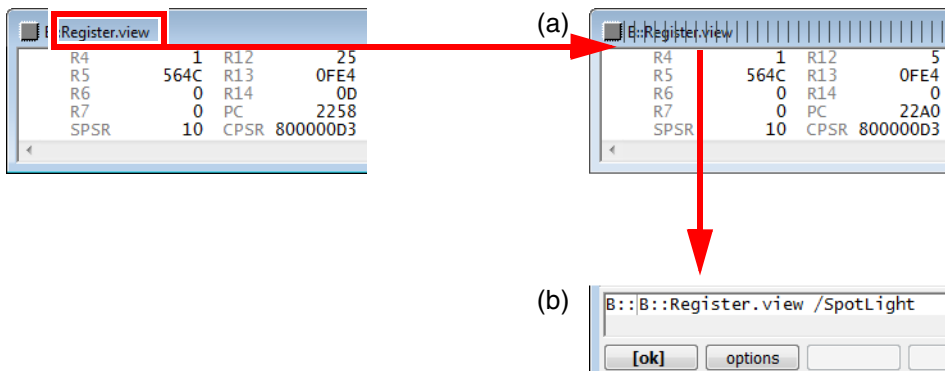 B::Register.view
R4 1 R12 25
R5 564C R13 0FE4
R6 0 R14 0D
R7 0 PC 2258
SPSR 10 CPSR 800000D3
(a)
B::Register.view
R4 1 R12 5
R5 564C R13 0FE4
R6 0 R14 0
R7 0 PC 22A0
SPSR 10 CPSR 800000D3
(b)
B::B::Register.view /SpotLight
[ok] options